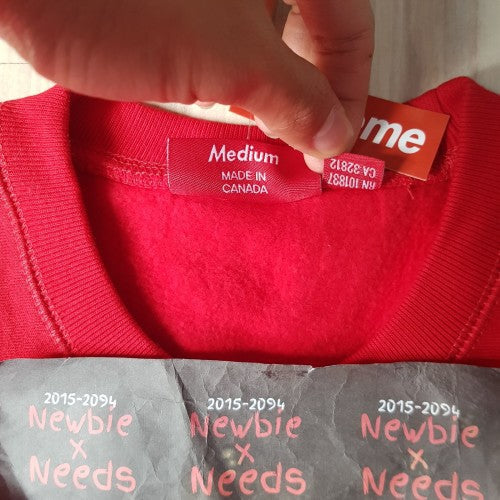 me
Medium
MADE IN
CANADA
RN 101837
CA 32812
2015-2094
Newbie
x
Needs
2015-2094
Newbie
x
Needs
2015-2094
Newbie
x
Needs